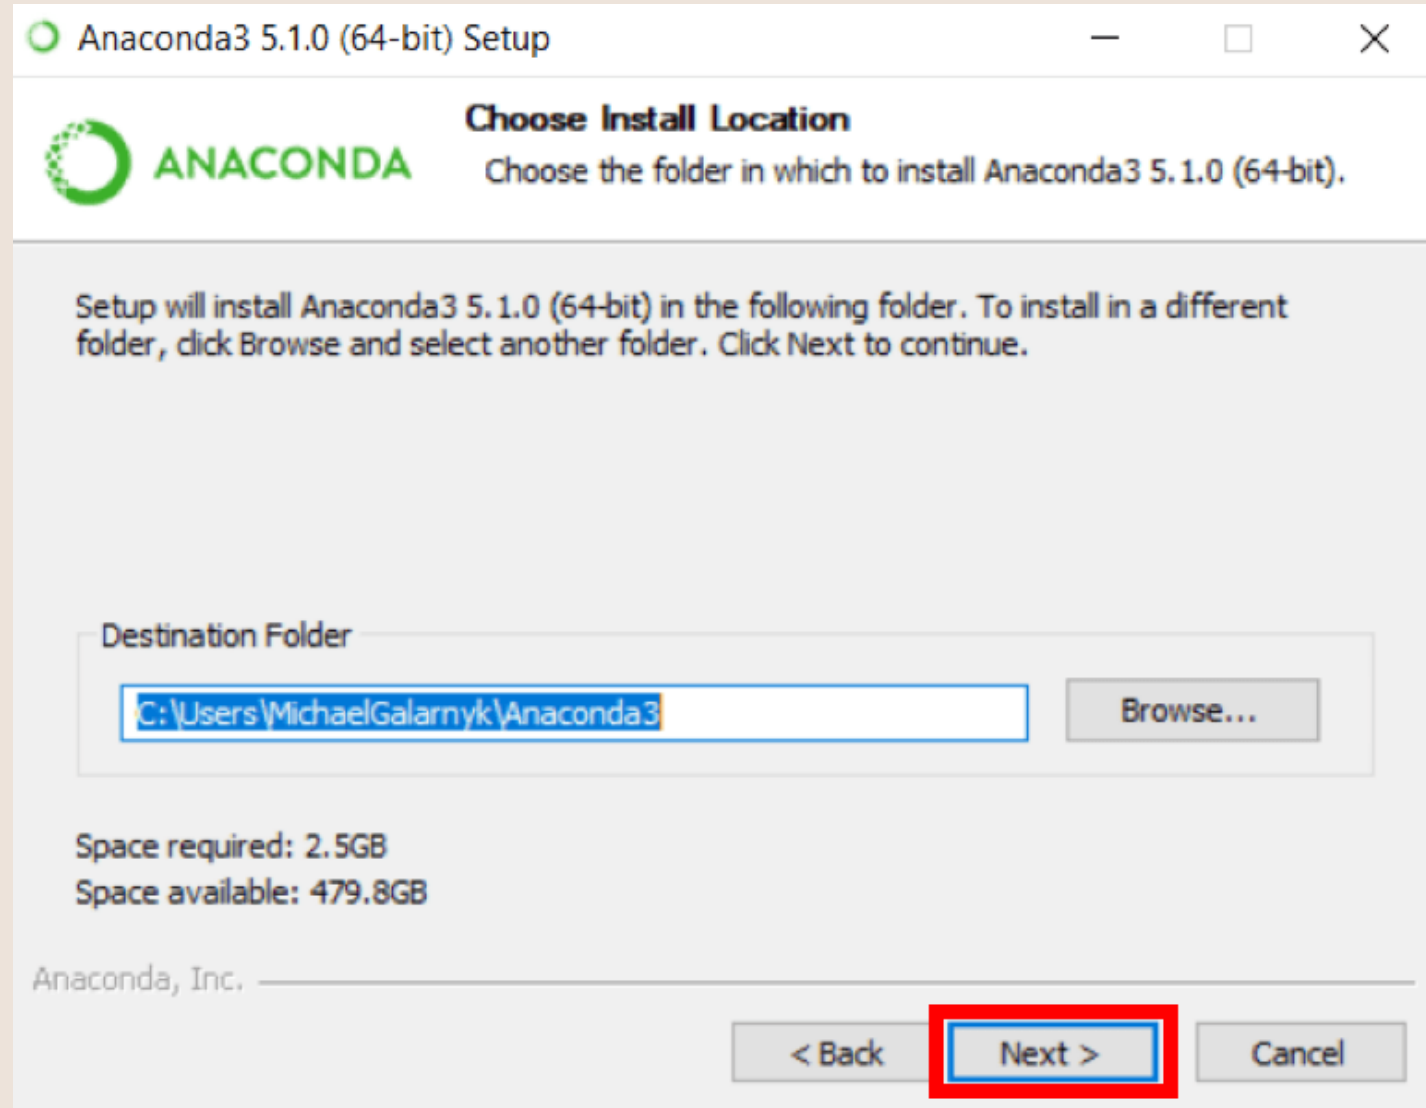 Anaconda3 5.1.0 (64-bit) Setup
ANACONDA
Choose Install Location
Choose the folder in which to install Anaconda3 5.1.0 (64-bit).
Setup will install Anaconda3 5.1.0 (64-bit) in the following folder. To install in a different
folder, click Browse and select another folder. Click Next to continue.
Destination Folder
C:\Users\MichaelGalarnyk\Anaconda3
Browse...
Space required: 2.5GB
Space available: 479.8GB
Anaconda, Inc.
< Back
Next >
Cancel